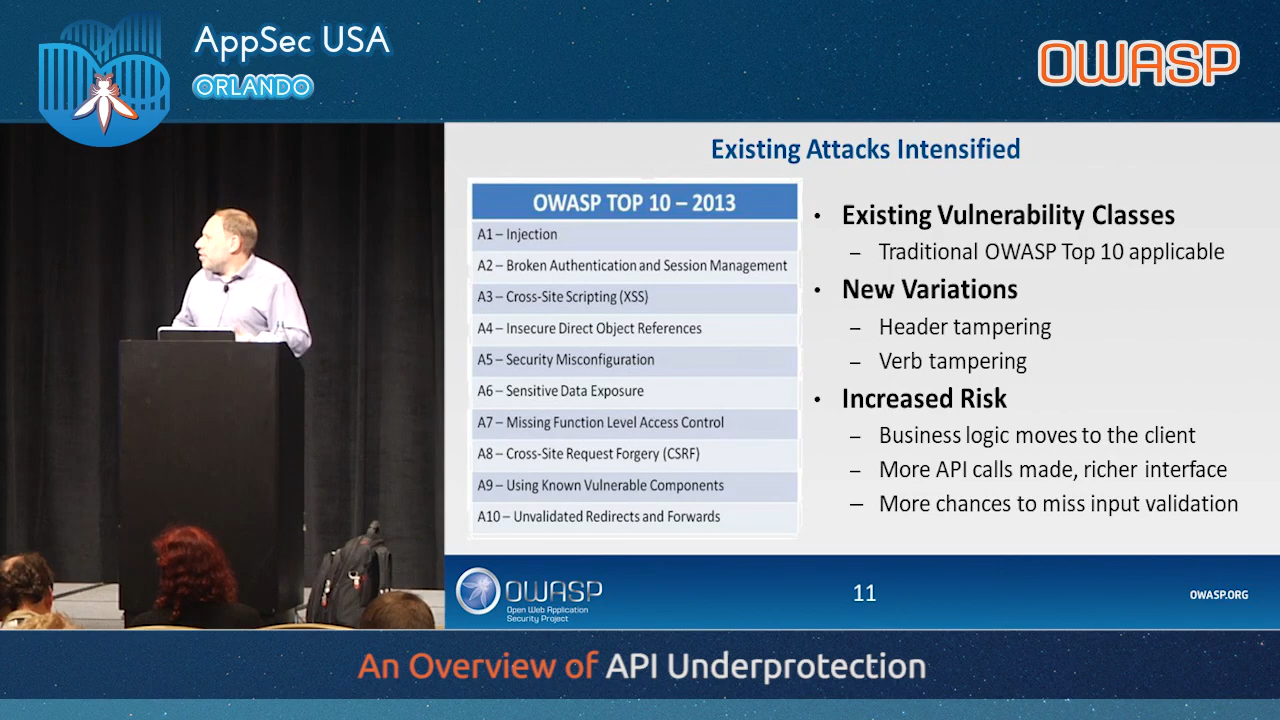 AppSec USA
ORLANDO
OWASP
Existing Attacks Intensified
OWASP TOP 10 – 2013
A1 – Injection
A2 – Broken Authentication and Session Management
A3 – Cross-Site Scripting (XSS)
A4 – Insecure Direct Object References
A5 – Security Misconfiguration
A6 – Sensitive Data Exposure
A7 – Missing Function Level Access Control
A8 – Cross-Site Request Forgery (CSRF)
A9 – Using Known Vulnerable Components
A10 – Unvalidated Redirects and Forwards
• Existing Vulnerability Classes
– Traditional OWASP Top 10 applicable
• New Variations
– Header tampering
– Verb tampering
• Increased Risk
– Business logic moves to the client
– More API calls made, richer interface
– More chances to miss input validation
OWASP
Open Web Application
Security Project
11
OWASP.ORG
An Overview of API Underprotection